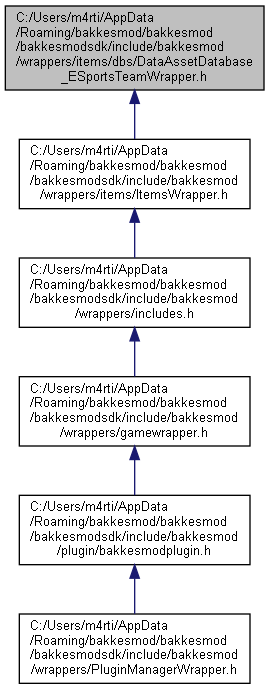 C:/Users/m4rti/AppData
/Roaming/bakkesmod/bakkesmod
/bakkesmodsdk/include/bakkesmod
/wrappers/items/dbs/DataAssetDatabase
_ESportsTeamWrapper.h
C:/Users/m4rti/AppData
/Roaming/bakkesmod/bakkesmod
/bakkesmodsdk/include/bakkesmod
/wrappers/items/ItemsWrapper.h
C:/Users/m4rti/AppData
/Roaming/bakkesmod/bakkesmod
/bakkesmodsdk/include/bakkesmod
/wrappers/includes.h
C:/Users/m4rti/AppData
/Roaming/bakkesmod/bakkesmod
/bakkesmodsdk/include/bakkesmod
/wrappers/gamewrapper.h
C:/Users/m4rti/AppData
/Roaming/bakkesmod/bakkesmod
/bakkesmodsdk/include/bakkesmod
/plugin/bakkesmodplugin.h
C:/Users/m4rti/AppData
/Roaming/bakkesmod/bakkesmod
/bakkesmodsdk/include/bakkesmod
/wrappers/PluginManagerWrapper.h